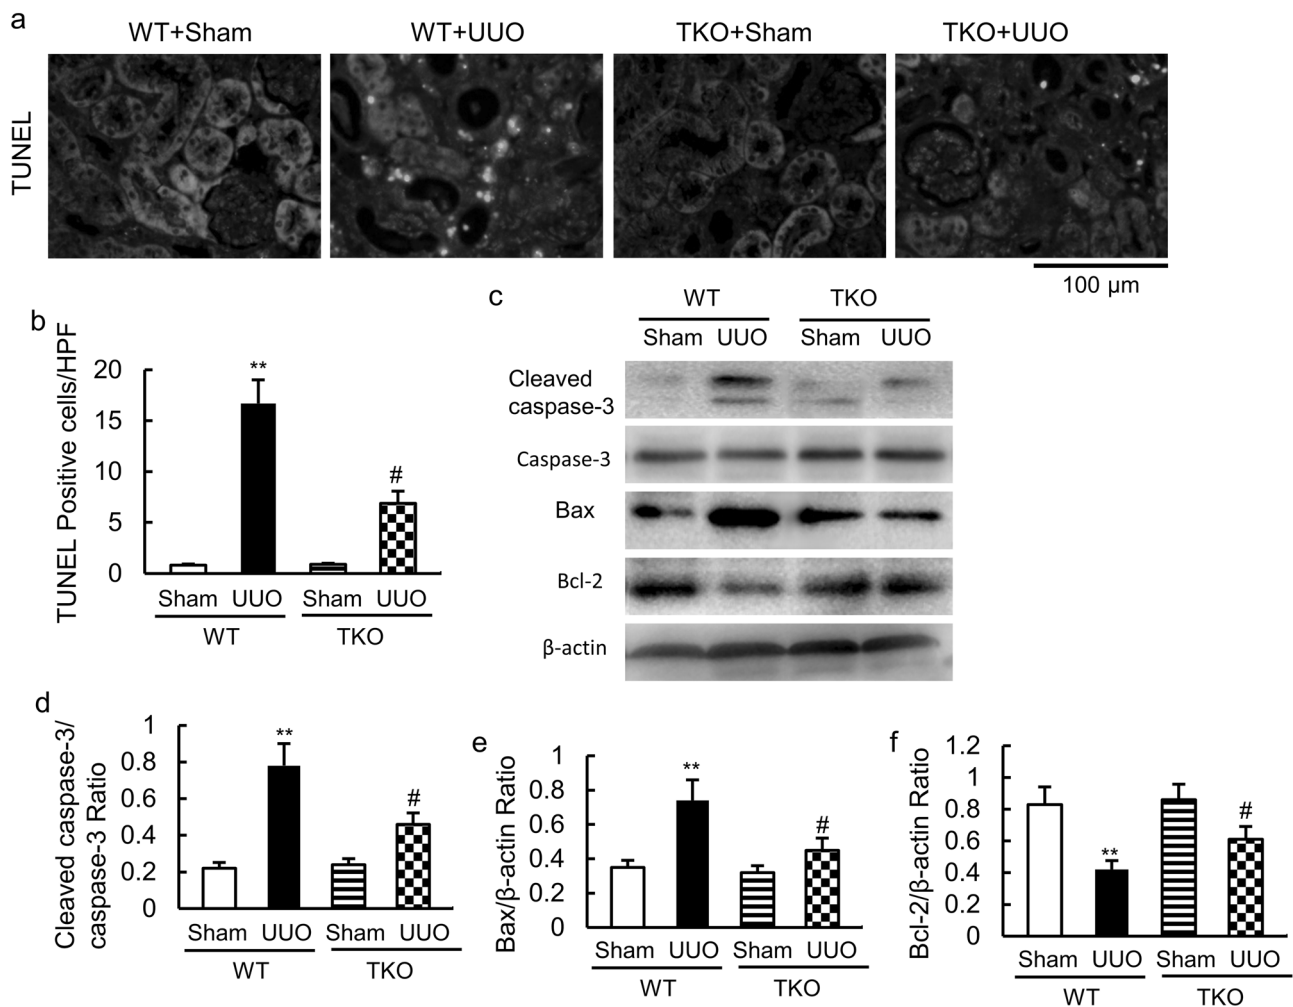 a
WT+Sham WT+UUO TKO+Sham TKO+UUO
TUNEL
100 μm
b
TUNEL Positive cells/HPF
20
15
10
5
0
**
#
Sham UUO Sham UUO
WT TKO
c
WT TKO
Sham UUO Sham UUO
Cleaved
caspase-3
Caspase-3
Bax
Bcl-2
β-actin
d
Cleaved caspase-3/
caspase-3 Ratio
1
0.8
0.6
0.4
0.2
0
**
#
Sham UUO Sham UUO
WT TKO
e
Bax/β-actin Ratio
1
0.8
0.6
0.4
0.2
0
**
#
Sham UUO Sham UUO
WT TKO
f
Bcl-2/β-actin Ratio
1.2
1
0.8
0.6
0.4
0.2
0
**
#
Sham UUO Sham UUO
WT TKO